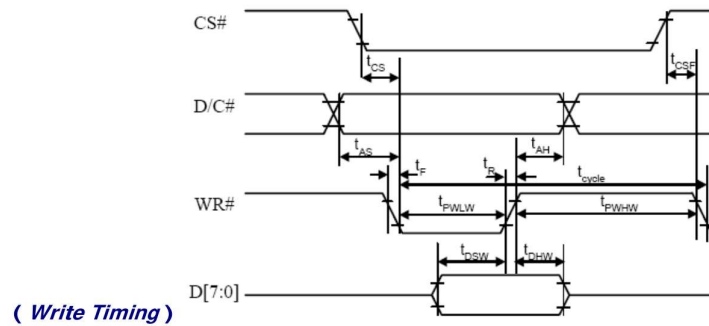 CS#
tCS
tCSF
D/C#
tAS
tF
tR
tAH
tcycle
WR#
tPWLW
tPWHW
tDSW
tDHW
D[7:0]
( Write Timing )